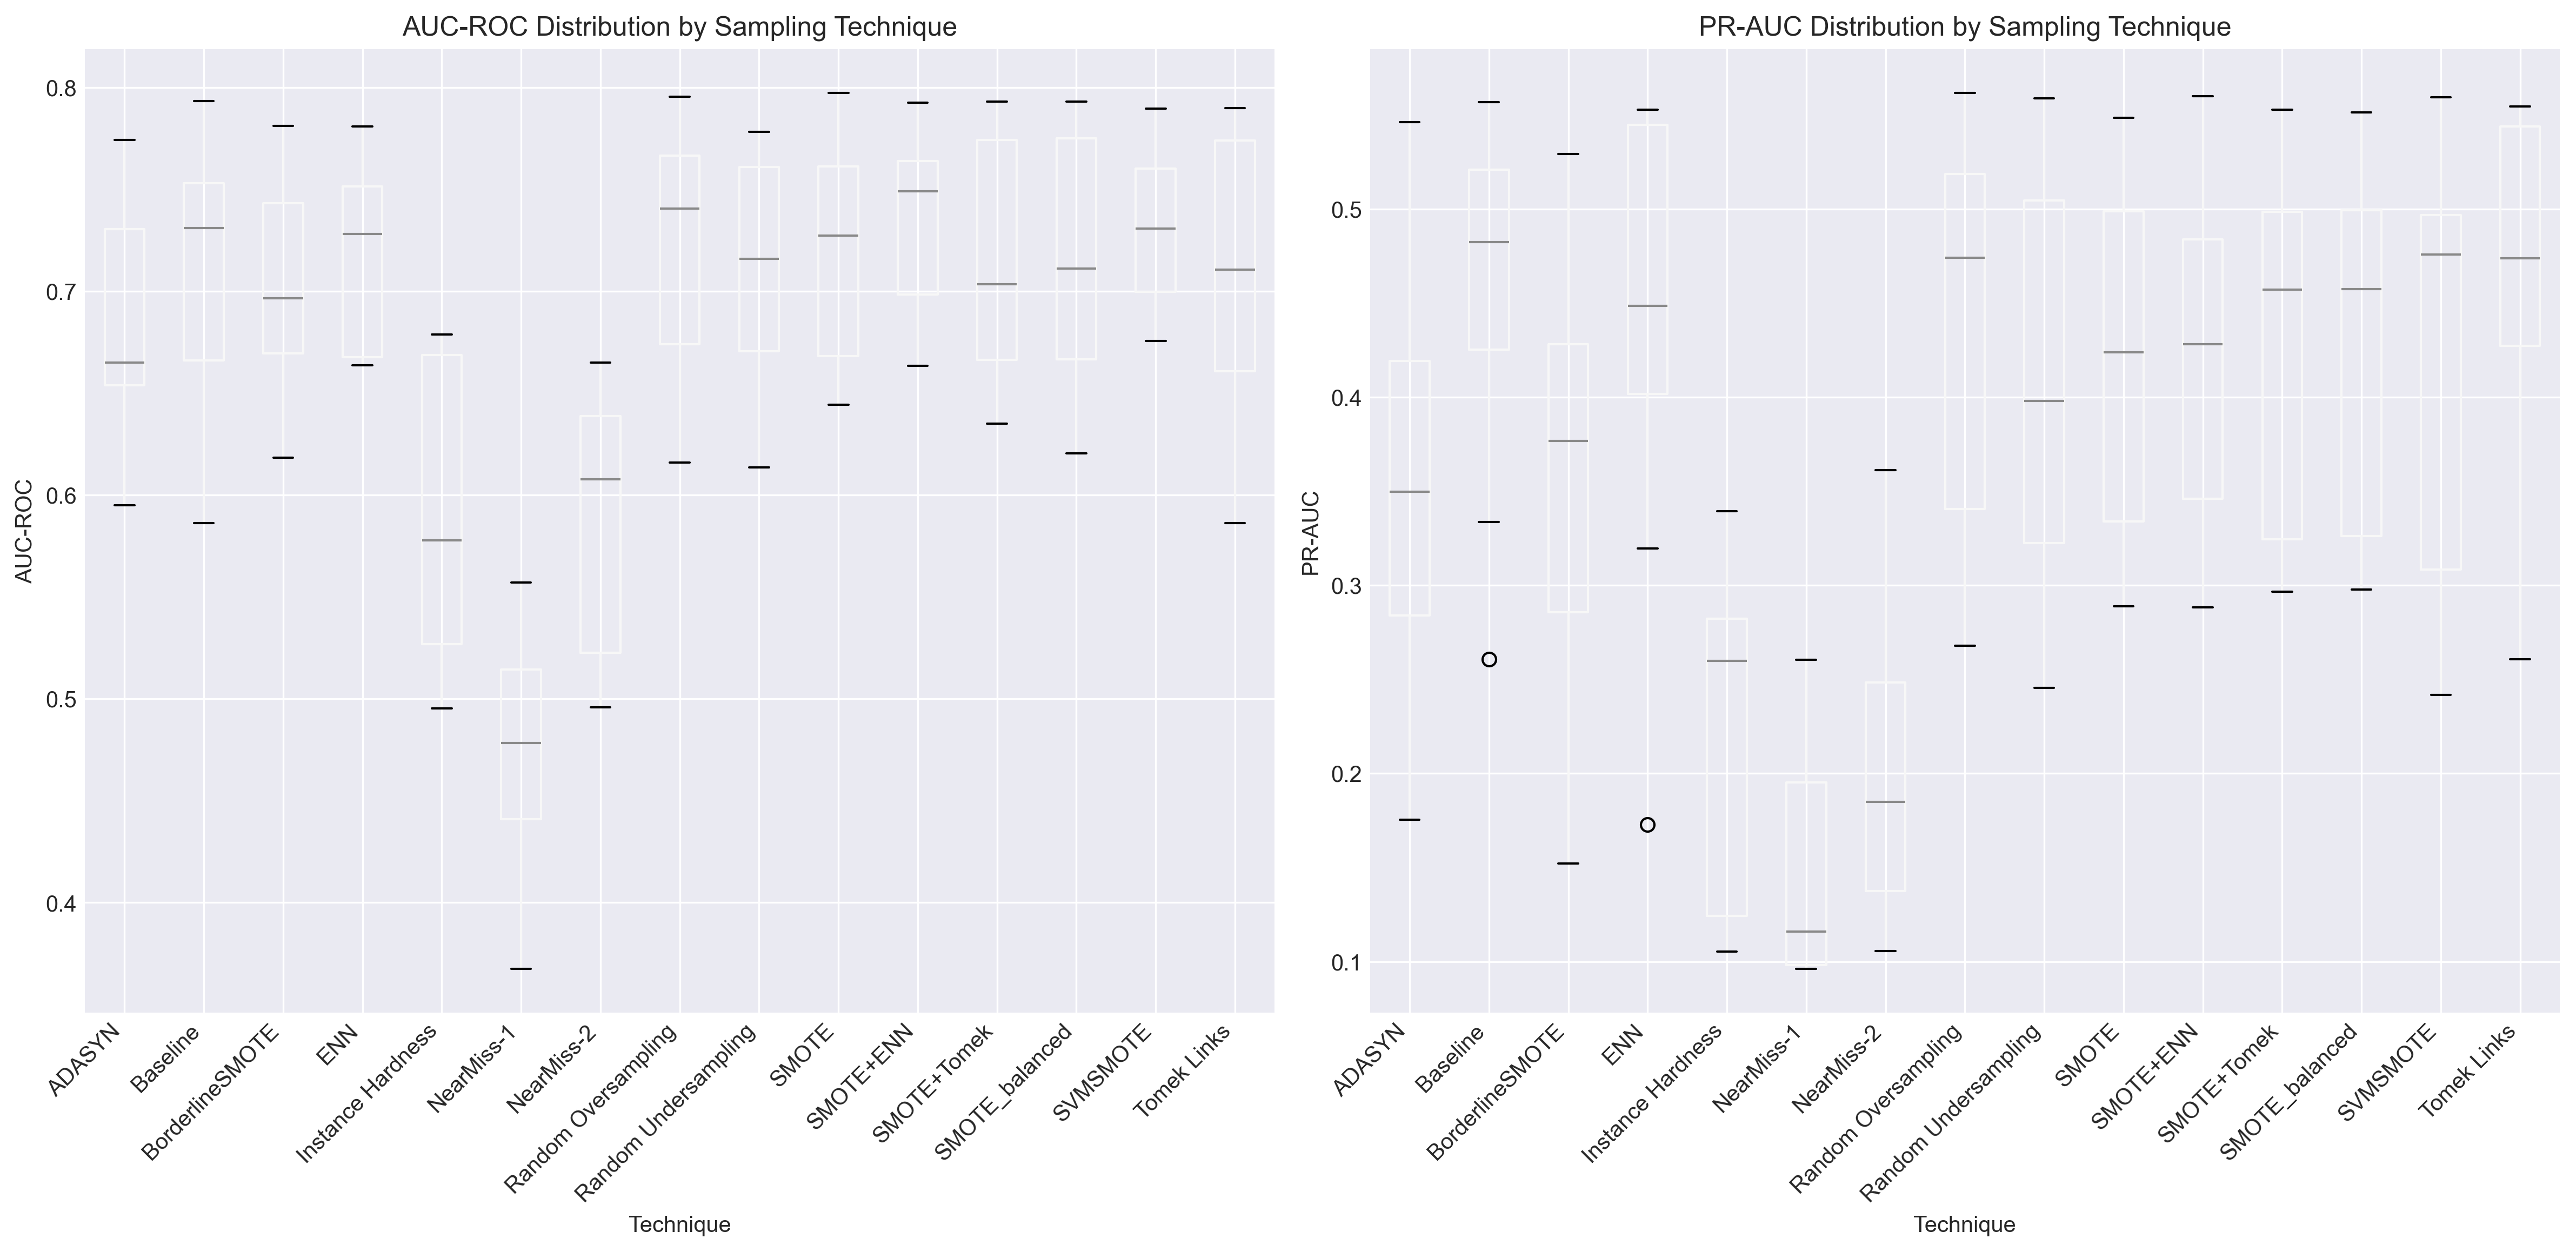 AUC-ROC Distribution by Sampling Technique
0.8
0.7
0.6
0.5
0.4
AUC-ROC
ADASYN
Baseline
BorderlineSMOTE
ENN
Instance Hardness
NearMiss-1
NearMiss-2
Random Oversampling
Random Undersampling
SMOTE
SMOTE+ENN
SMOTE+Tomek
SMOTE_balanced
SVMSMOTE
Tomek Links
Technique
PR-AUC Distribution by Sampling Technique
0.5
0.4
0.3
0.2
0.1
PR-AUC
ADASYN
Baseline
BorderlineSMOTE
ENN
Instance Hardness
NearMiss-1
NearMiss-2
Random Oversampling
Random Undersampling
SMOTE
SMOTE+ENN
SMOTE+Tomek
SMOTE_balanced
SVMSMOTE
Tomek Links
Technique